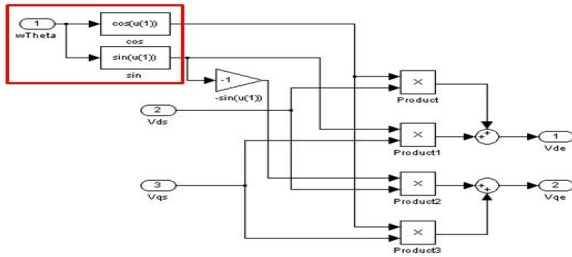 1
wTheta
cos(u(1))
cos
sin(u(1))
sin
-1
-sin(u(1))
2
Vds
3
Vqs
×
Product
×
Product1
×
Product2
×
Product3
++
1
Vde
++
2
Vqe